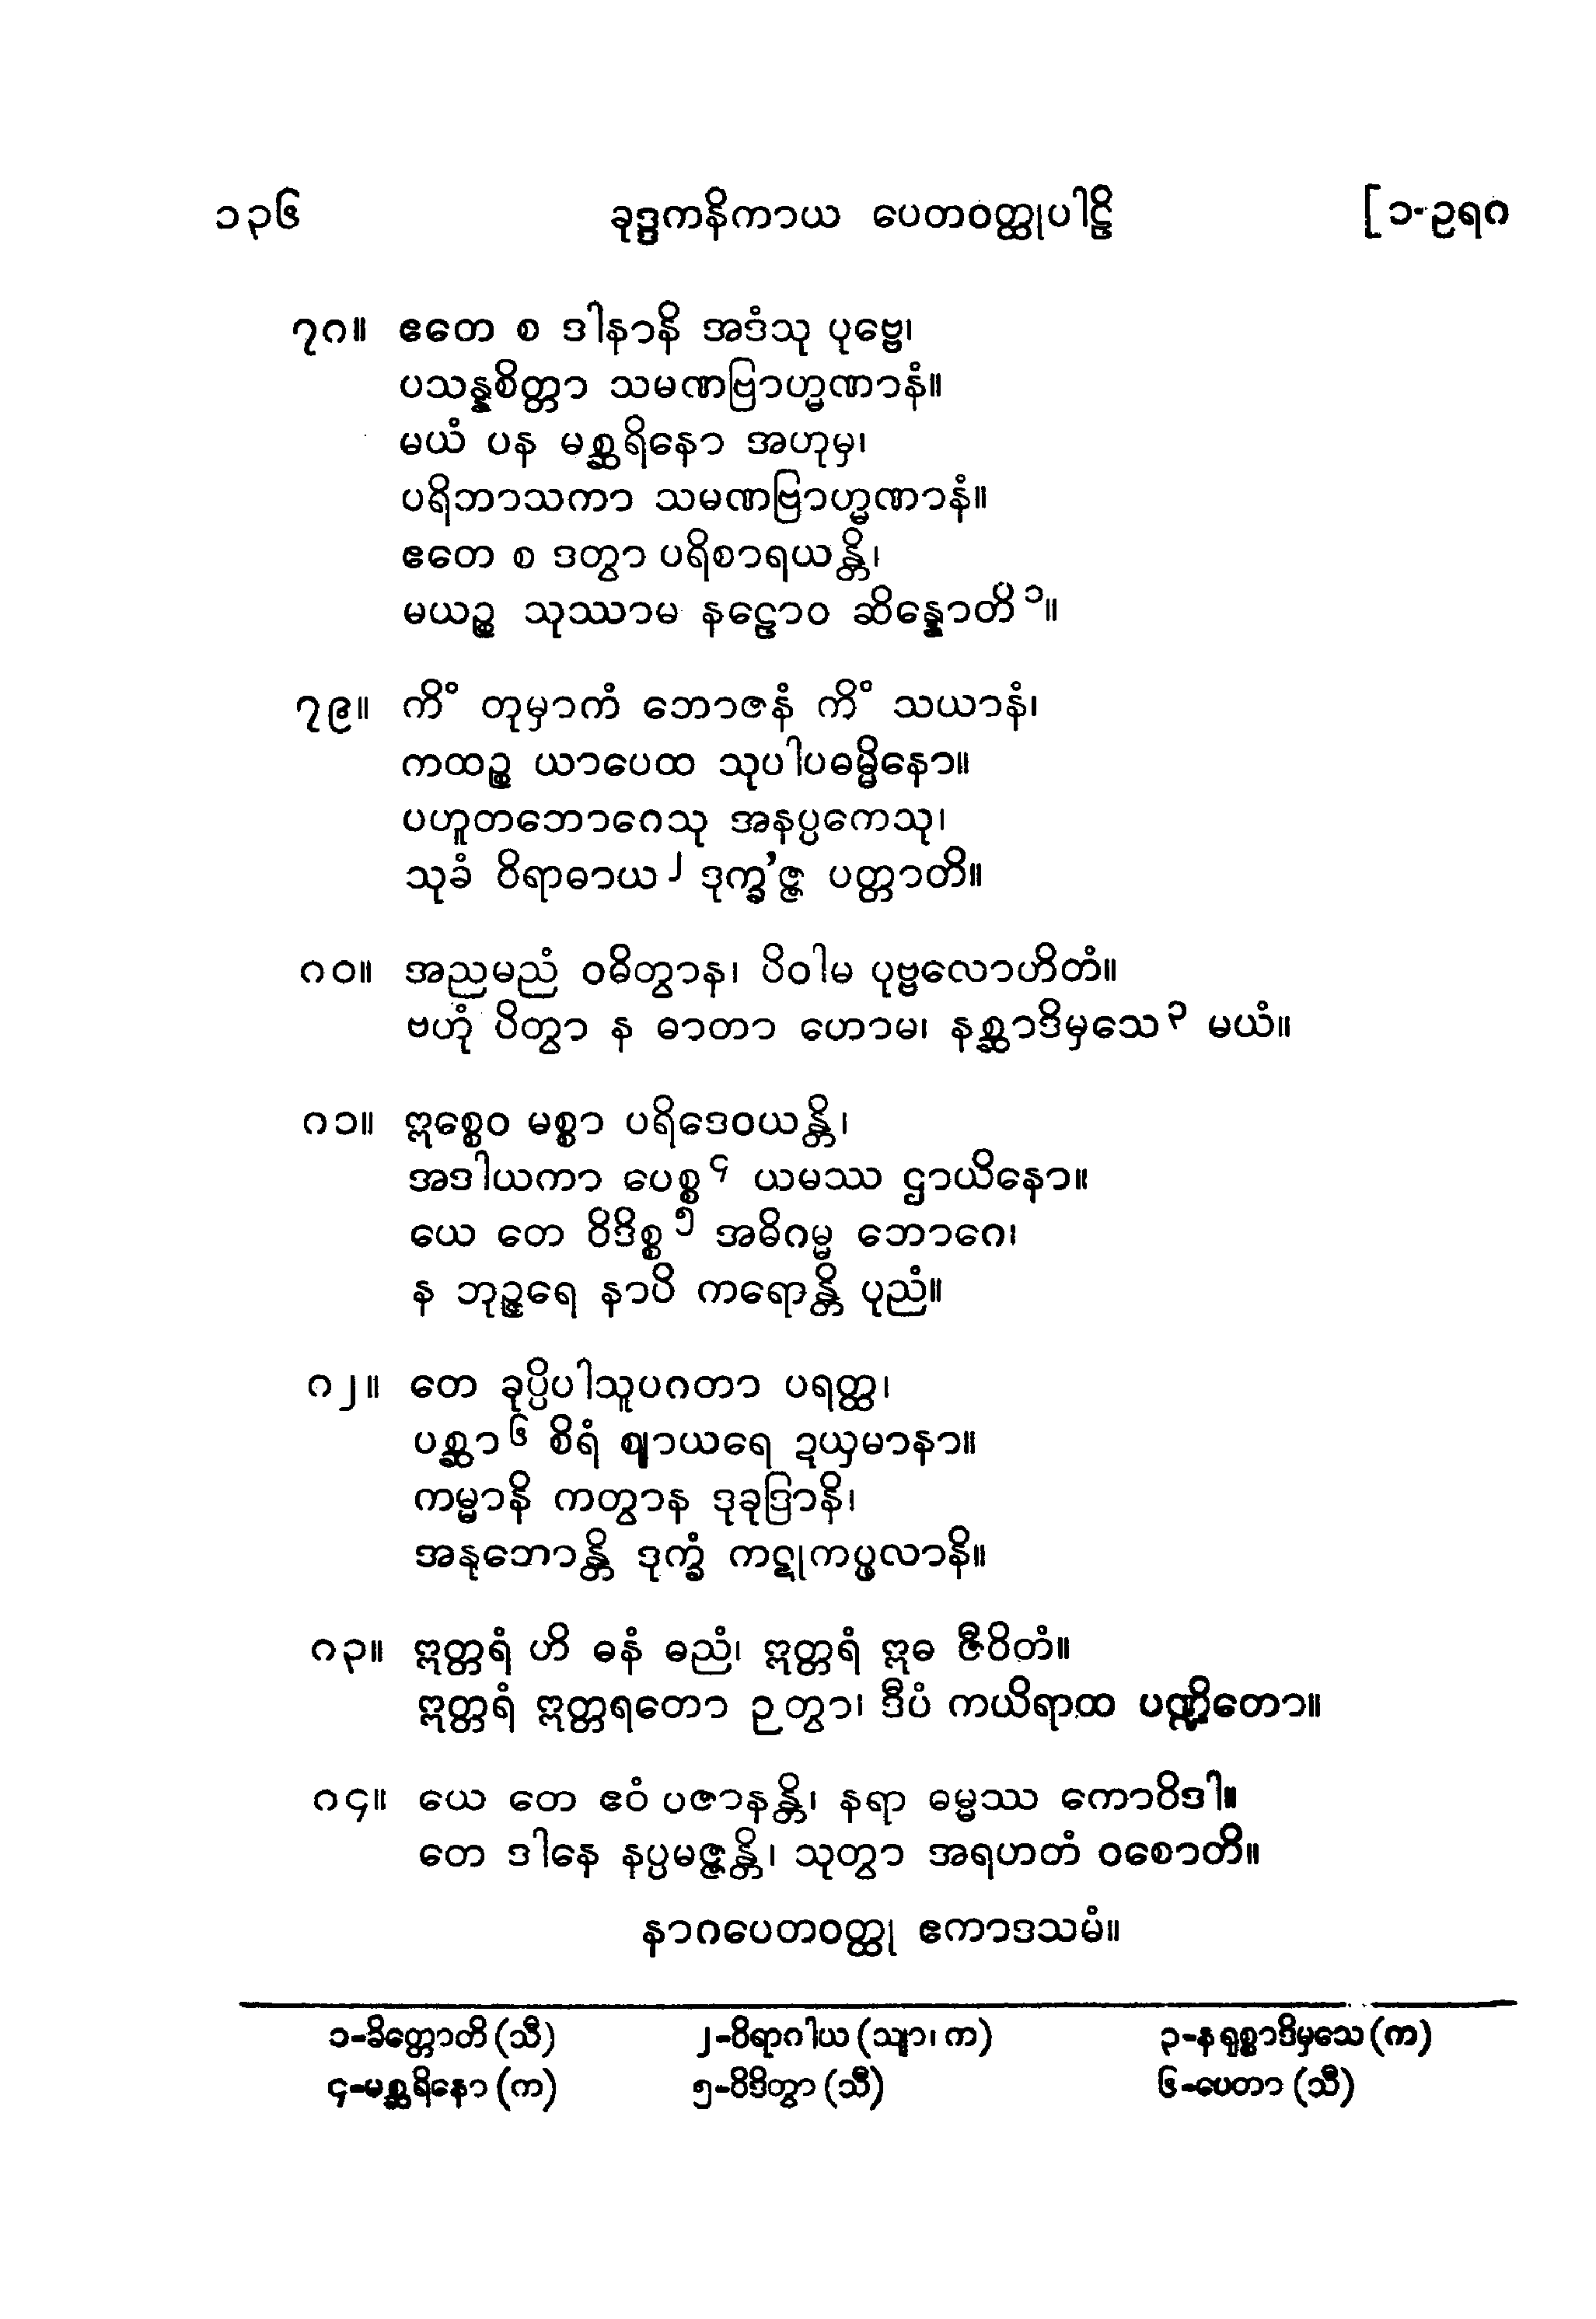 ၁၃၆ ခုဒ္ဒကနိကာယ ပေတဝတ္ထုပါဠိ [၁-ဥရဂ
၇၈။ ဧတေ စ ဒါနာနိ အဒံသု ပုဗ္ဗေ၊
ပသန္နစိတ္တာ သမဏဗြာဟ္မဏာနံ။
မယံ ပန မစ္ဆရိနော အဟုမှ၊
ပရိဘာသကာ သမဏဗြာဟ္မဏာနံ။
ဧတေ စ ဒတွာ ပရိစာရယန္တိ၊
မယဉ္စ သုဿာမ နဠောဝ ဆိန္နောတိ ၁။
၇၉။ ကိံ တုမှာကံ ဘောဇနံ ကိံ သယာနံ၊
ကထဉ္စ ယာပေထ သုပါပဓမ္မိနော။
ပဟူတဘောဂေသု အနပ္ပကေသု၊
သုခံ ဝိရာဓာယ ၂ ဒုက္ခ’ဇ္ဇ ပတ္တာတိ။
၈၀။ အညမညံ ဝဓိတွာန၊ ပိဝါမ ပုဗ္ဗလောဟိတံ။
ဗဟုံ ပိတွာ န ဓာတာ ဟောမ၊ နစ္ဆာဒိမှသေ ၃ မယံ။
၈၁။ ဣစ္စေဝ မစ္စာ ပရိဒေဝယန္တိ၊
အဒါယကာ ပေစ္စ ၄ ယမဿ ဌာယိနော။
ယေ တေ ဝိဒိစ္စ ၅ အဓိဂမ္မ ဘောဂေ၊
န ဘုဉ္ဇရေ နာပိ ကရောန္တိ ပုညံ။
၈၂။ တေ ခုပ္ပိပါသူပဂတာ ပရတ္ထ၊
ပစ္ဆာ ၆ စိရံ ဈာယရေ ဍယှမာနာ။
ကမ္မာနိ ကတွာန ဒုခုဒြာနိ၊
အနုဘောန္တိ ဒုက္ခံ ကဋုကပ္ဖလာနိ။
၈၃။ ဣတ္တရံ ဟိ ဓနံ ဓညံ၊ ဣတ္တရံ ဣဓ ဇီဝိတံ။
ဣတ္တရံ ဣတ္တရတော ဉတွာ၊ ဒီပံ ကယိရာထ ပဏ္ဍိတော။
၈၄။ ယေ တေ ဧဝံ ပဇာနန္တိ၊ နရာ ဓမ္မဿ ကောဝိဒါ။
တေ ဒါနေ နပ္ပမဇ္ဇန္တိ၊ သုတွာ အရဟတံ ဝစောတိ။
နာဂပေတဝတ္ထု ဧကာဒသမံ။
၁-ခိတ္တောတိ (သီ) ၂-ဝိရာဂါယ (သျာ၊ က) ၃-နရုစ္စာဒိမှသေ (က)
၄-မစ္ဆရိနော (က) ၅-ဝိဒိတွာ (သီ) ၆-ပေတာ (သီ)